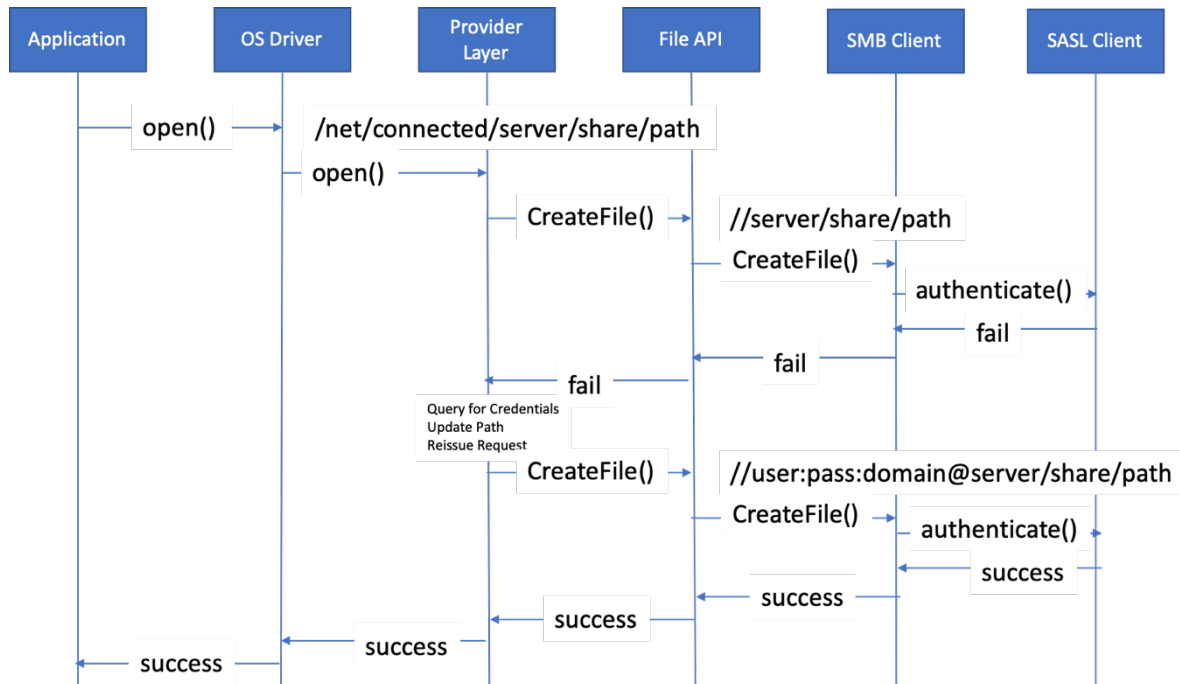 Application
OS Driver
Provider
Layer
File API
SMB Client
SASL Client
open()
/net/connected/server/share/path
open()
CreateFile()
//server/share/path
CreateFile()
authenticate()
fail
fail
fail
Query for Credentials
Update Path
Reissue Request
CreateFile()
//user:pass:domain@server/share/path
CreateFile()
authenticate()
success
success
success
success
success